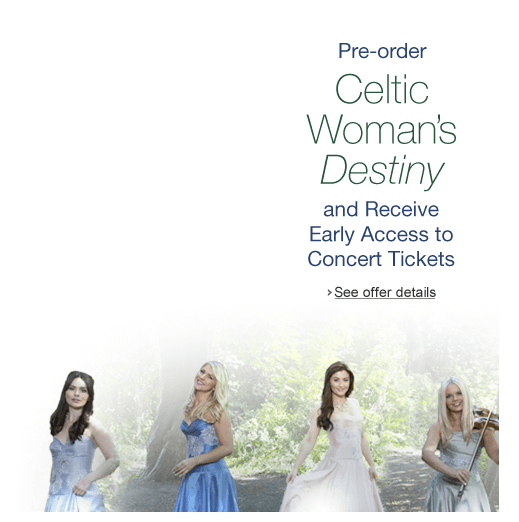 Pre-order
Celtic
Woman's
Destiny
and Receive
Early Access to
Concert Tickets
› See offer details